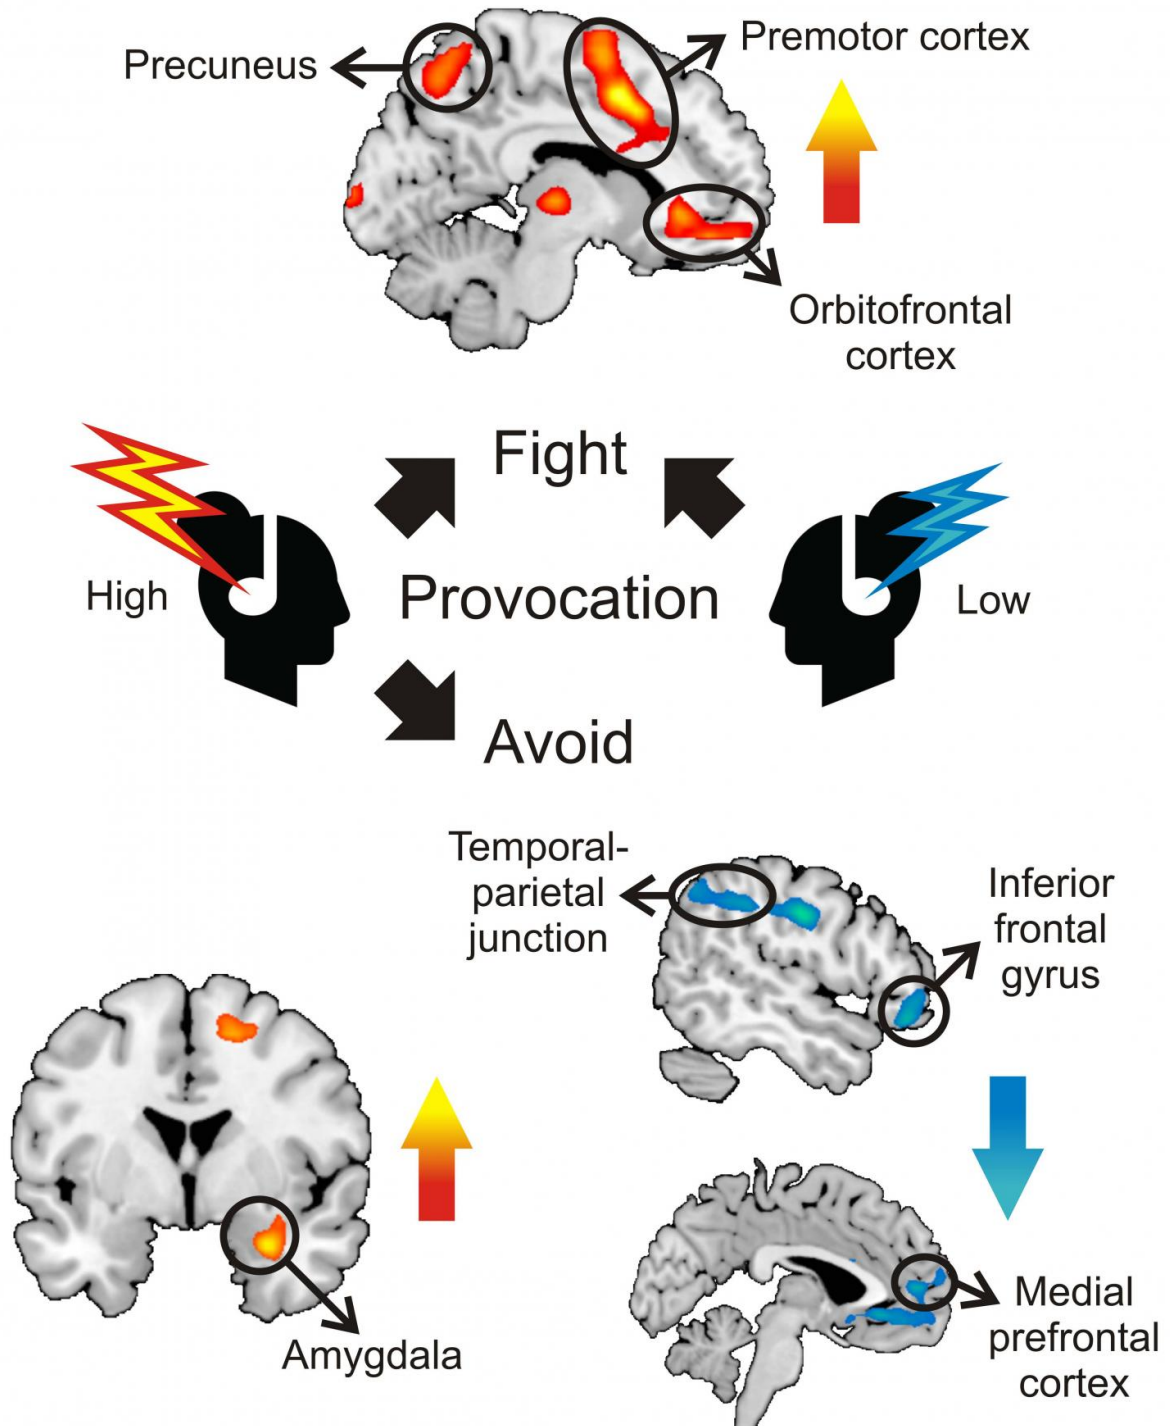 Precuneus
Premotor cortex
Orbitofrontal
cortex
Fight
High
Provocation
Low
Avoid
Temporal-
parietal
junction
Inferior
frontal
gyrus
Amygdala
Medial
prefrontal
cortex